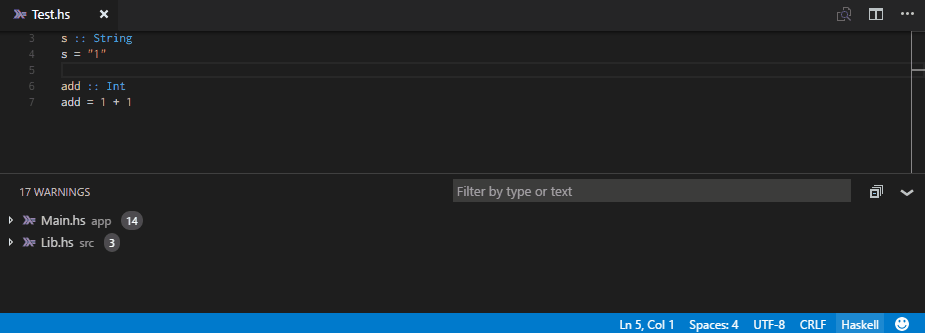 Test.hs
3 s :: String
4 s = "1"
5
6 add :: Int
7 add = 1 + 1
17 WARNINGS Filter by type or text
Main.hs app 14
Lib.hs src 3
Ln 5, Col 1 Spaces: 4 UTF-8 CRLF Haskell